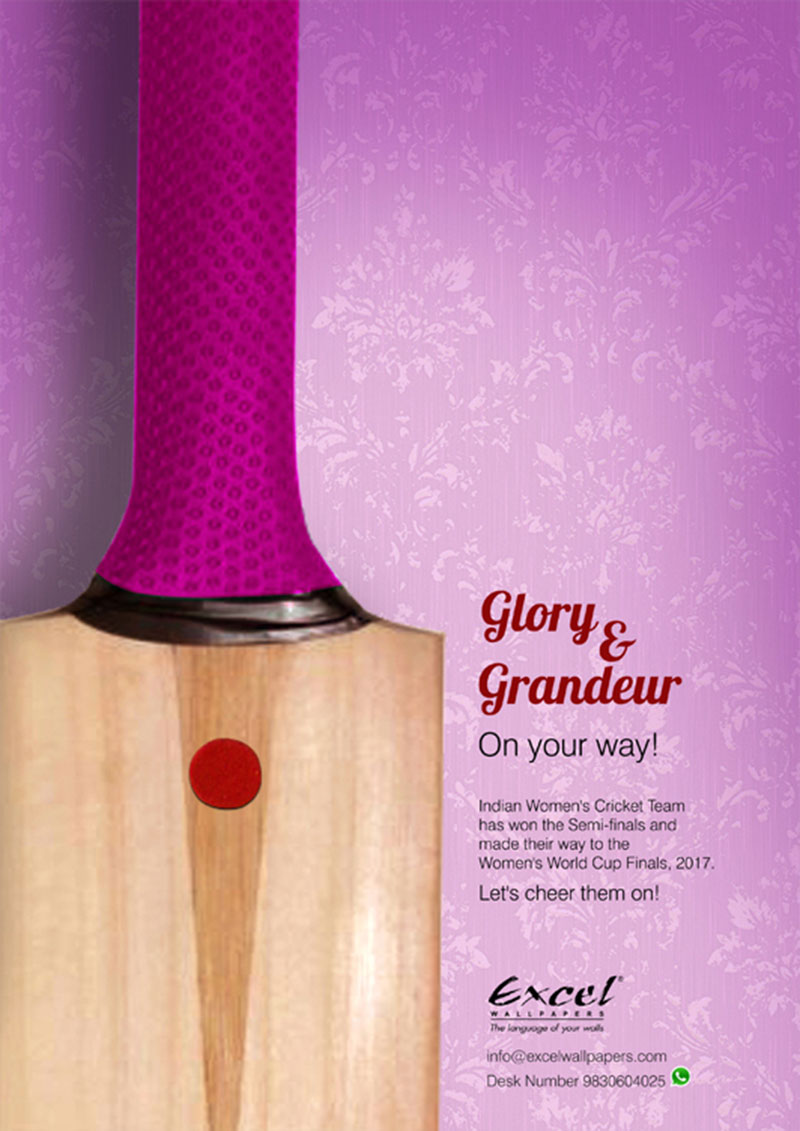 Glory
&
Grandeur
On your way!
Indian Women's Cricket Team
has won the Semi-finals and
made their way to the
Women's World Cup Finals, 2017.
Let's cheer them on!
Excel®
WALLPAPERS
The language of your walls
info@excelwallpapers.com
Desk Number 9830604025